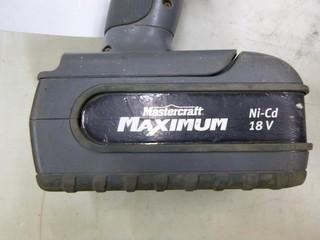 Mastercraft
MAXIMUM
Ni-Cd
18 V